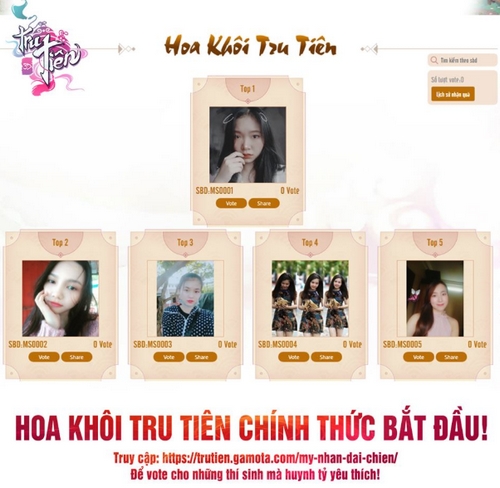 Tru Tiên
3D
Hoa Khôi Tru Tiên
Tìm kiếm theo sbd
Số lượt vote:0
Lịch sử nhận quà
Top 1
SBD:MS0001 0 Vote
Vote Share
Top 2 Top 3 Top 4 Top 5
SBD:MS0002 0 Vote SBD:MS0003 0 Vote SBD:MS0004 0 Vote SBD:MS0005 0 Vote
Vote Share Vote Share Vote Share Vote Share
HOA KHÔI TRU TIÊN CHÍNH THỨC BẮT ĐẦU!
Truy cập: https://trutien.gamota.com/my-nhan-dai-chien/
Để vote cho những thí sinh mà huynh tỷ yêu thích!